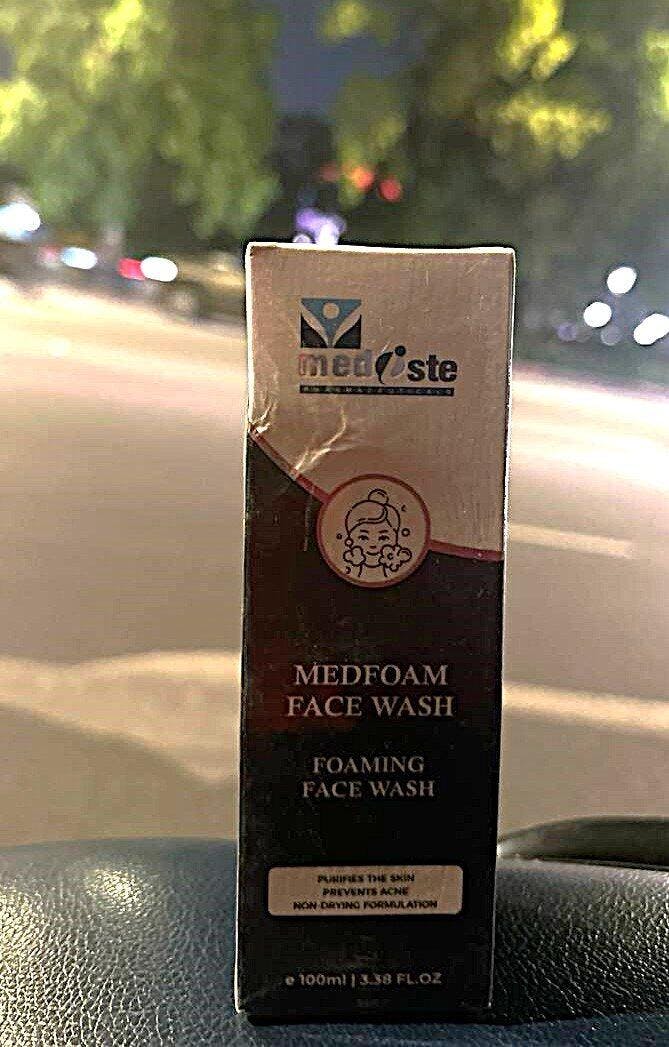 mediste
PHARMACEUTICALS
MEDFOAM
FACE WASH
FOAMING
FACE WASH
PURIFIES THE SKIN
PREVENTS ACNE
NON-DRYING FORMULATION
e 100ml | 3.38 FL.OZ